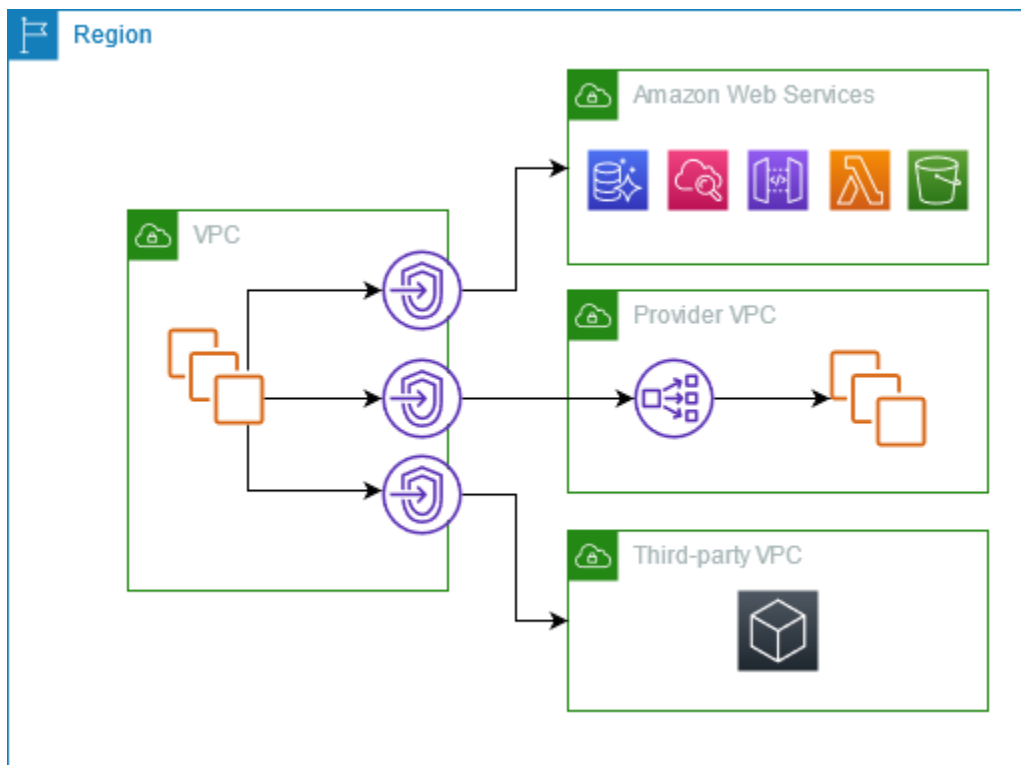 Region
Amazon Web Services
VPC
Provider VPC
Third-party VPC